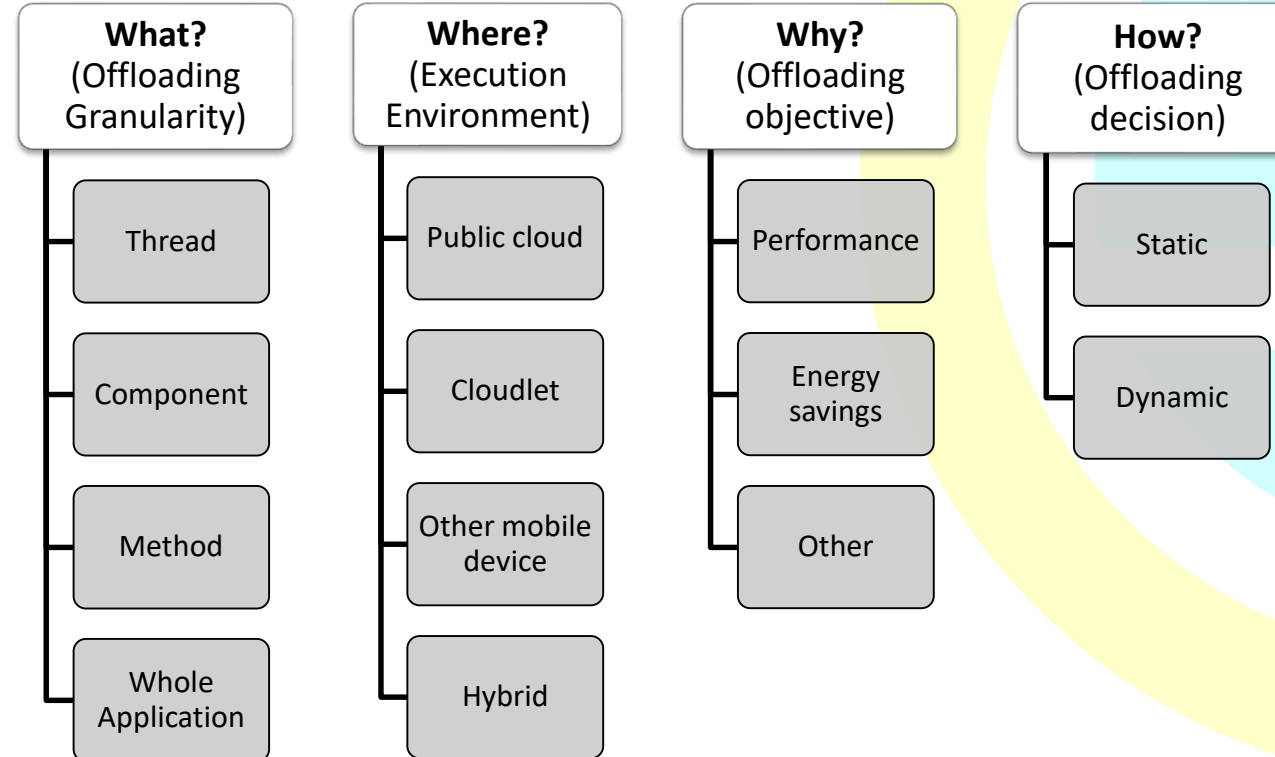 What?
(Offloading
Granularity)
Thread
Component
Method
Whole
Application
Where?
(Execution
Environment)
Public cloud
Cloudlet
Other mobile
device
Hybrid
Why?
(Offloading
objective)
Performance
Energy
savings
Other
How?
(Offloading
decision)
Static
Dynamic